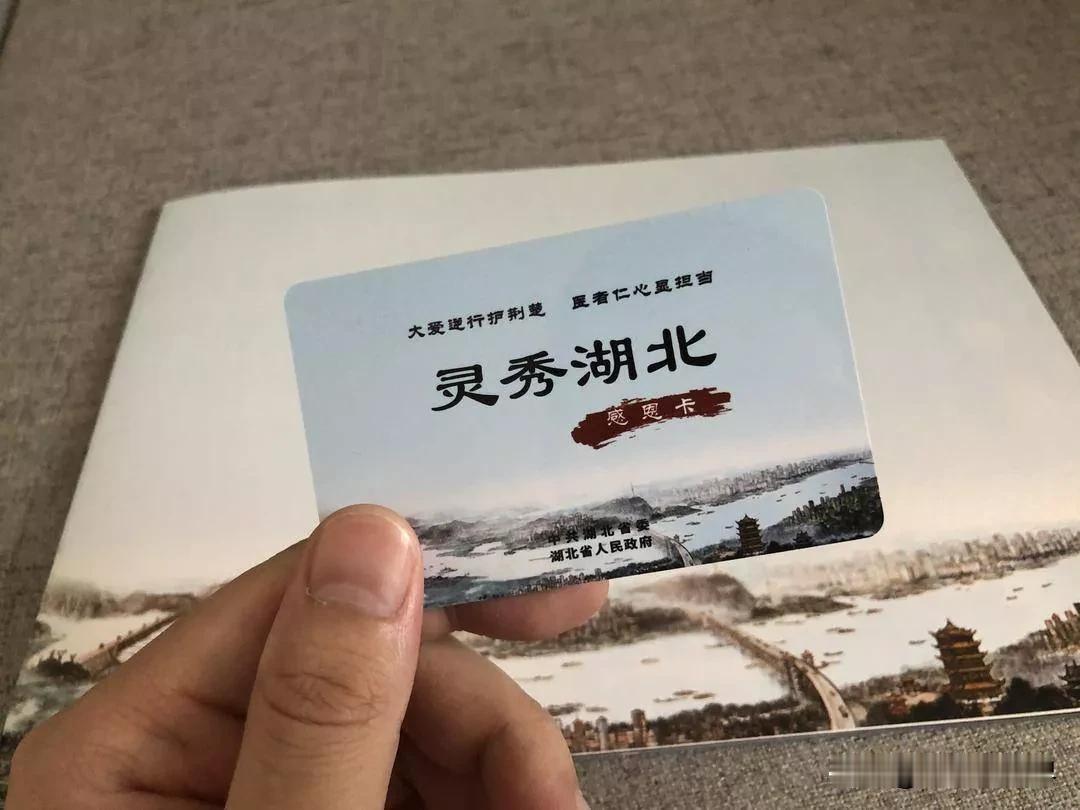 大爱逆行护荆楚 医者仁心显担当
灵秀湖北
感恩卡
中共湖北省委
湖北省人民政府